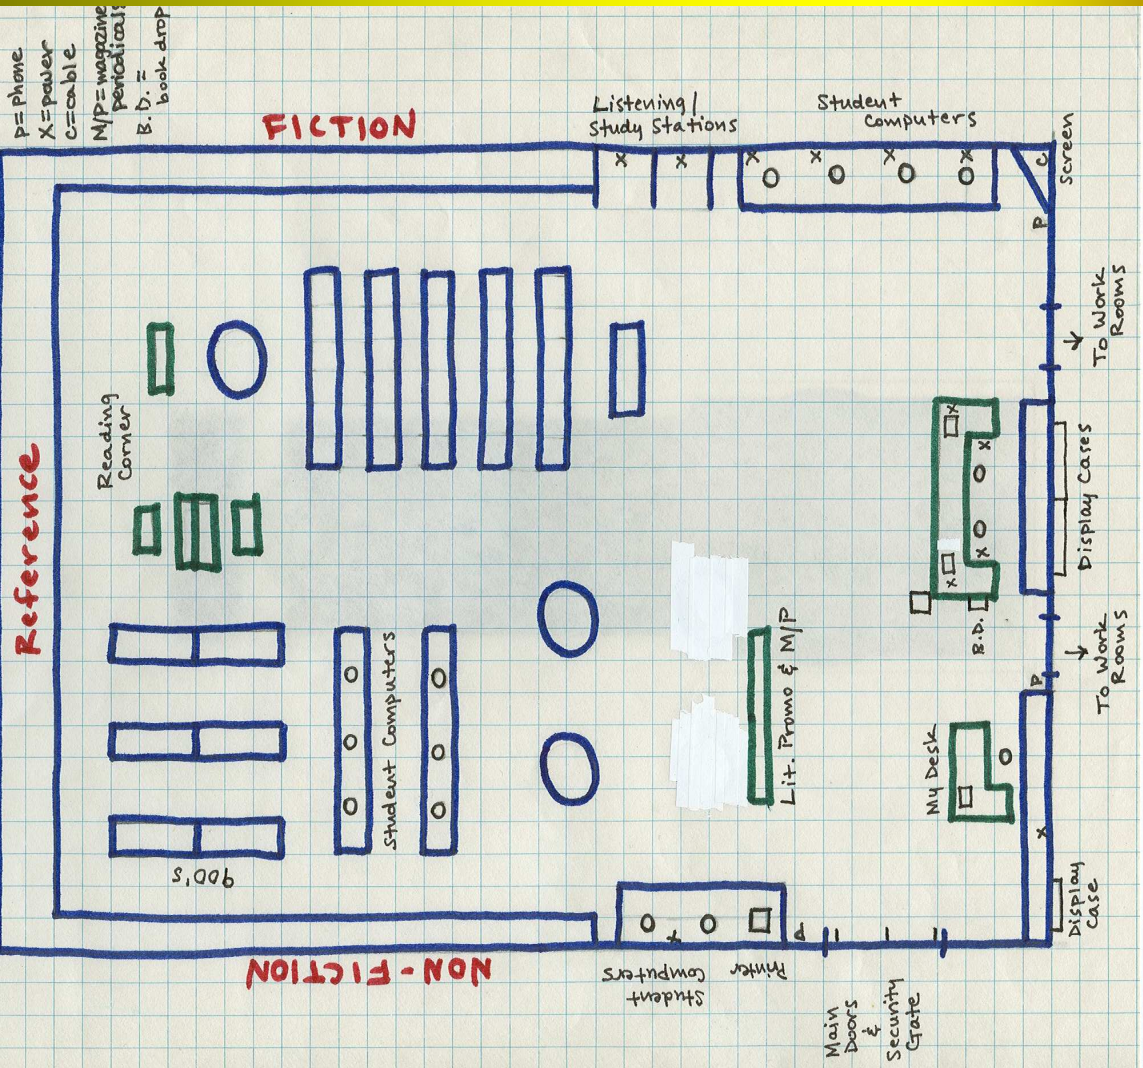 P=phone
X=power
C=cable
M/P=magazine
periodicals
B.D. =
book drop
FICTION
Listening/
Study Stations
Student
Computers
x
x
x
x
x
x
C
Screen
P
To Work
Rooms
Reading
Corner
Reference
x
x
x
x
Display Cases
B.D.
To Work
Rooms
P
Student Computers
Lit. Promo & M/P
My Desk
x
900's
Display
Case
NON-FICTION
x
P
Student
Computers
Printer
Main
Doors
&
Security
Gate